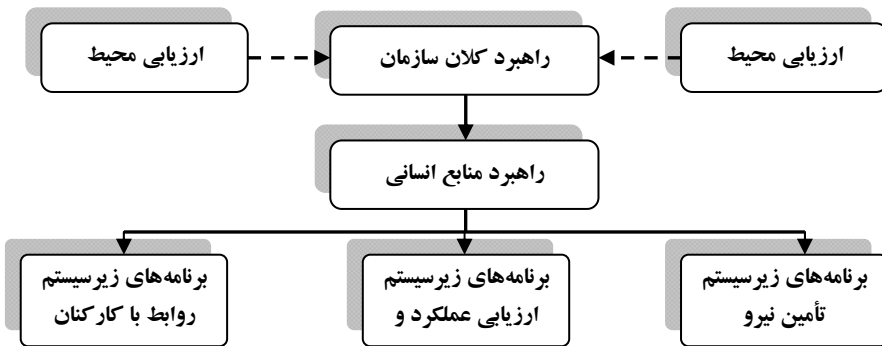 ارزیابی محیط
راهبرد کلان سازمان
ارزیابی محیط
راهبرد منابع انسانی
برنامه‌های زیرسیستم
تأمین نیرو
برنامه‌های زیرسیستم
ارزیابی عملکرد و
برنامه‌های زیرسیستم
روابط با کارکنان